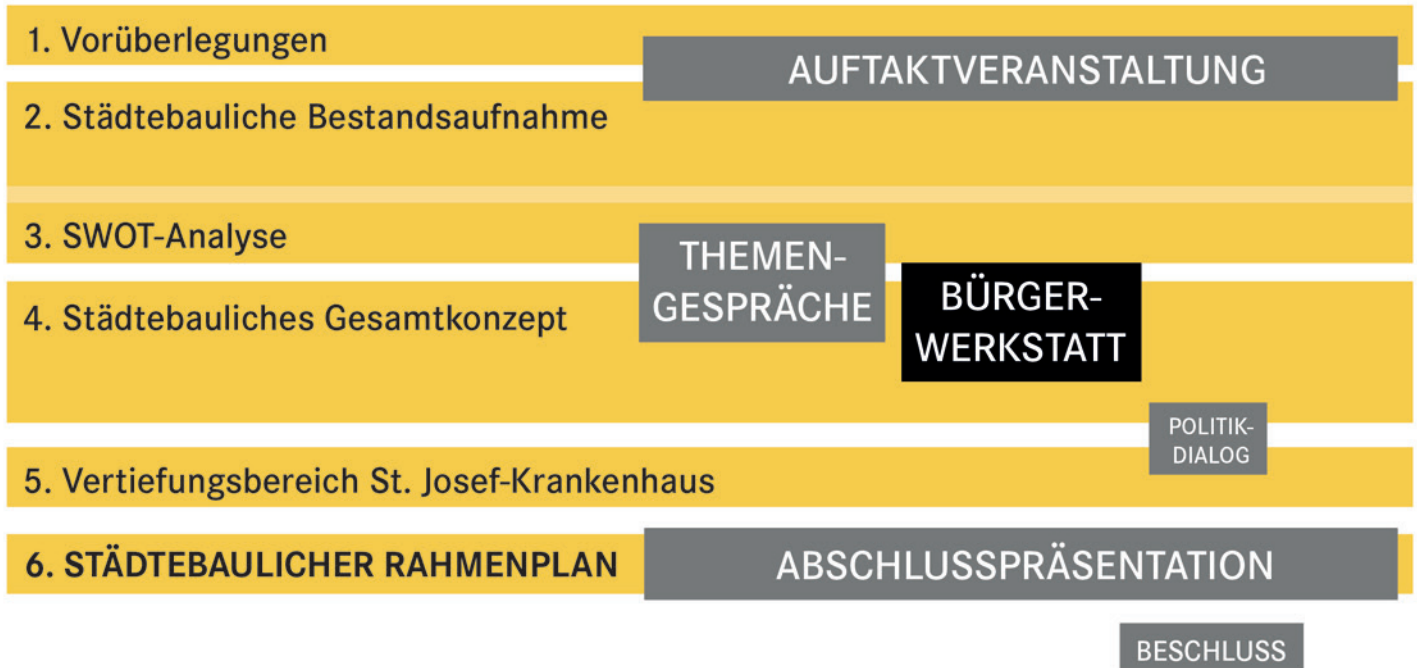 1. Vorüberlegungen
AUFTAKTVERANSTALTUNG
2. Städtebauliche Bestandsaufnahme
3. SWOT-Analyse
THEMEN-
GESPRÄCHE
BÜRGER-
WERKSTATT
4. Städtebauliches Gesamtkonzept
POLITIK-
DIALOG
5. Vertiefungsbereich St. Josef-Krankenhaus
6. STÄDTEBAULICHER RAHMENPLAN
ABSCHLUSSPRÄSENTATION
BESCHLUSS